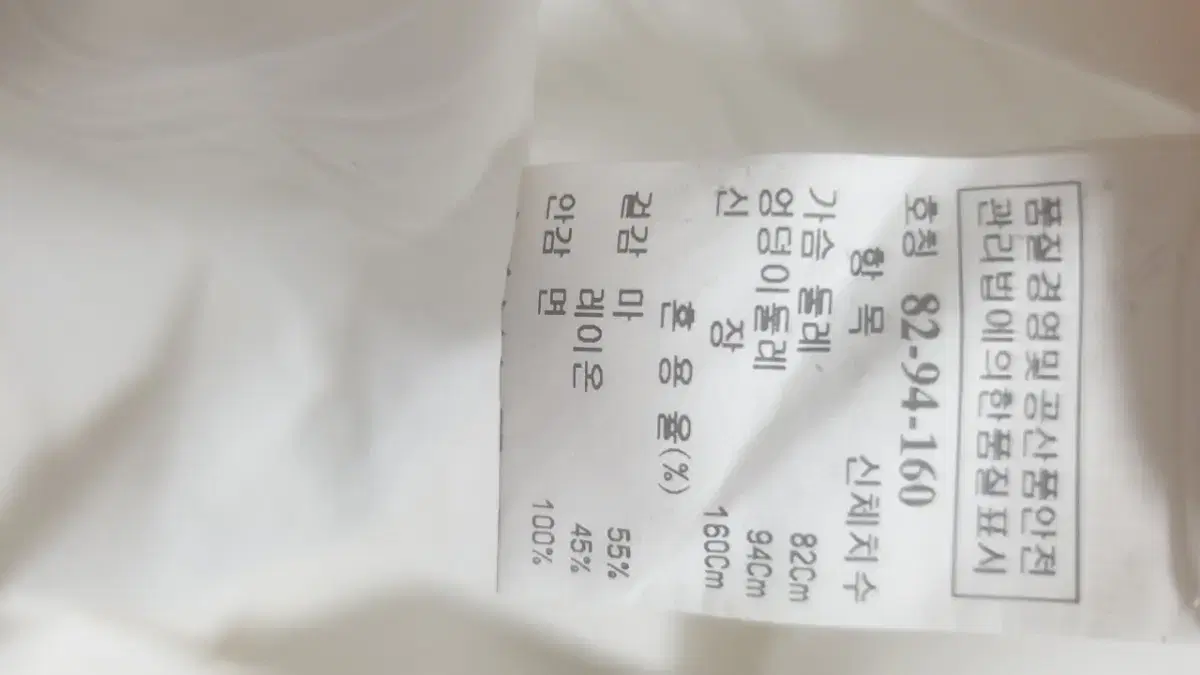 품질경영및공산품안전
관리법에의한품질표시
호칭 82-94-160
항 목 신체치수
가슴 둘레 82Cm
엉덩이둘레 94Cm
신 장 160Cm
혼 용 율(%)
겉감 마 55%
레이온 45%
안감 면 100%